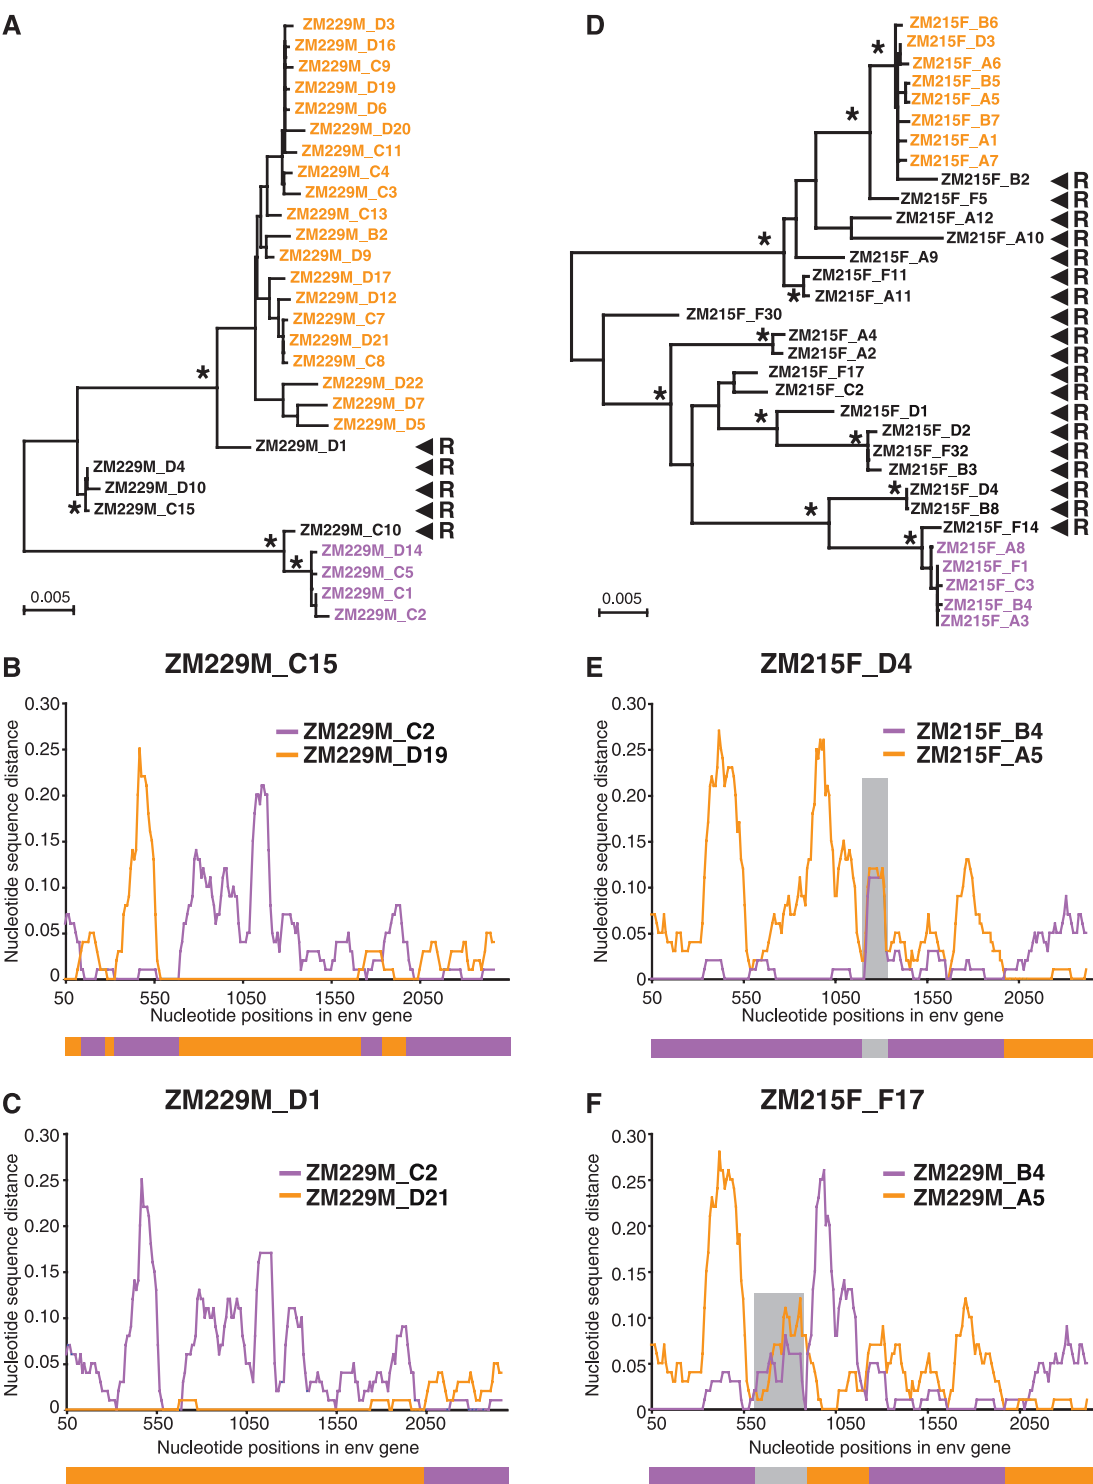 A
ZM229M_D3
ZM229M_D16
ZM229M_C9
ZM229M_D19
ZM229M_D6
ZM229M_D20
ZM229M_C11
ZM229M_C4
ZM229M_C3
ZM229M_C13
ZM229M_B2
ZM229M_D9
ZM229M_D17
ZM229M_D12
ZM229M_C7
ZM229M_D21
ZM229M_C8
*
ZM229M_D22
ZM229M_D7
ZM229M_D5
ZM229M_D1 R
ZM229M_D4 R
ZM229M_D10 R
* ZM229M_C15 R
* ZM229M_C10 R
* ZM229M_D14
ZM229M_C5
ZM229M_C1
ZM229M_C2
0.005
D
ZM215F_B6
* ZM215F_D3
ZM215F_A6
ZM215F_B5
ZM215F_A5
* ZM215F_B7
ZM215F_A1
ZM215F_A7
ZM215F_B2 R
ZM215F_F5 R
ZM215F_A12 R
* ZM215F_A10 R
ZM215F_A9 R
ZM215F_F11 R
* ZM215F_A11 R
ZM215F_F30 R
* ZM215F_A4 R
ZM215F_A2 R
ZM215F_F17 R
* ZM215F_C2 R
* ZM215F_D1 R
* ZM215F_D2 R
ZM215F_F32 R
ZM215F_B3 R
* ZM215F_D4 R
* ZM215F_B8 R
ZM215F_F14 R
* ZM215F_A8
ZM215F_F1
ZM215F_C3
ZM215F_B4
ZM215F_A3
0.005
B
ZM229M_C15
Nucleotide sequence distance
0.30
0.25
0.20
0.15
0.10
0.05
0
ZM229M_C2
ZM229M_D19
50 550 1050 1550 2050
Nucleotide positions in env gene
E
ZM215F_D4
Nucleotide sequence distance
0.30
0.25
0.20
0.15
0.10
0.05
0
ZM215F_B4
ZM215F_A5
50 550 1050 1550 2050
Nucleotide positions in env gene
C
ZM229M_D1
Nucleotide sequence distance
0.30
0.25
0.20
0.15
0.10
0.05
0
ZM229M_C2
ZM229M_D21
50 550 1050 1550 2050
Nucleotide positions in env gene
F
ZM215F_F17
Nucleotide sequence distance
0.30
0.25
0.20
0.15
0.10
0.05
0
ZM229M_B4
ZM229M_A5
50 550 1050 1550 2050
Nucleotide positions in env gene